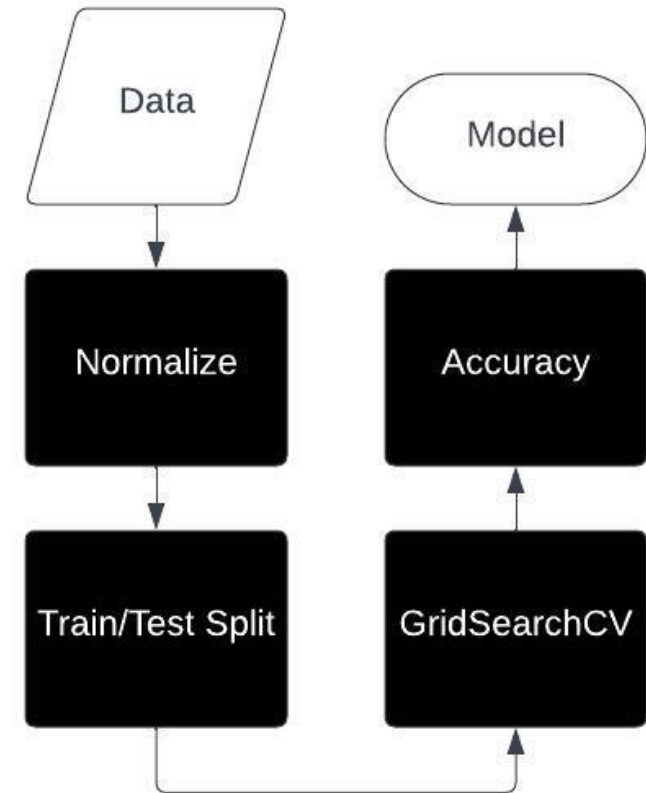 Data
Normalize
Train/Test Split
GridSearchCV
Accuracy
Model